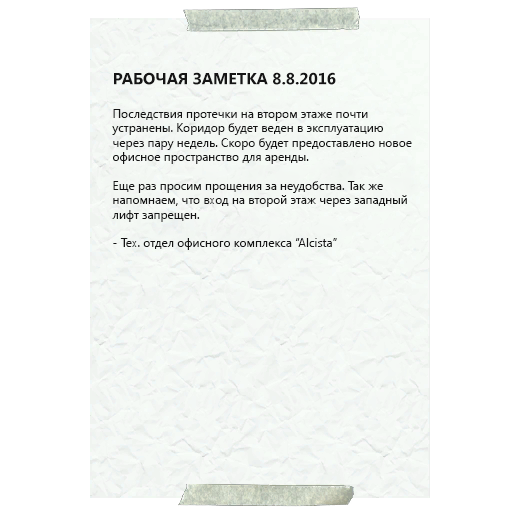 РАБОЧАЯ ЗАМЕТКА 8.8.2016
Последствия протечки на втором этаже почти
устранены. Коридор будет веден в эксплуатацию
через пару недель. Скоро будет предоставлено новое
офисное пространство для аренды.
Еще раз просим прощения за неудобства. Так же
напомнаем, что вход на второй этаж через западный
лифт запрещен.
- Тех. отдел офисного комплекса “Alcista”